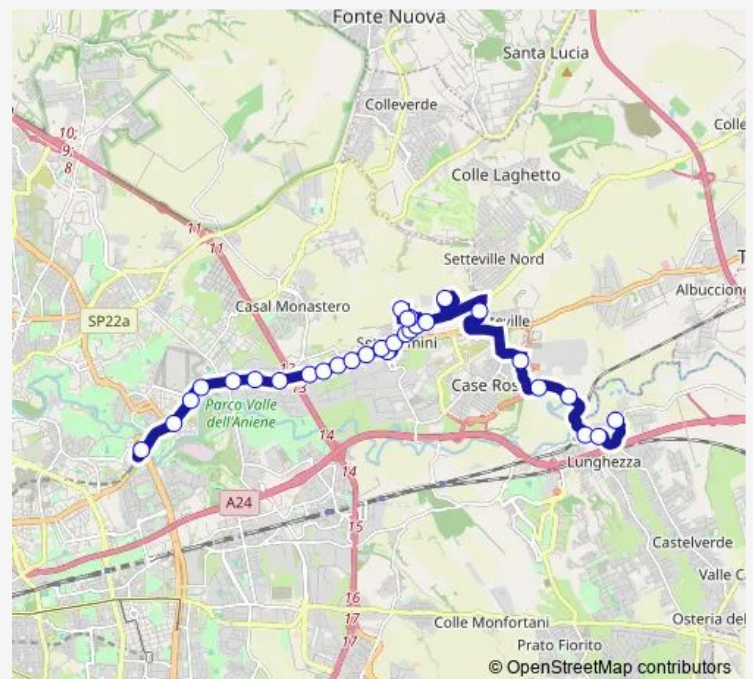 Fonte Nuova
Santa Lucia
Colleverde
10;
9;
8
Colle
Colle Laghetto
11
11
Setteville Nord
T
Albuccione
Casal Monastero
SP22a
12
13
Case Ros
Parco Valle
dell'Aniene
14
14
Lunghezza
A24
15
Castelverde
Valle C
16
17
17
Colle Monfortani
Osteria del
Prato Fiorito
© OpenStreetMap contributors